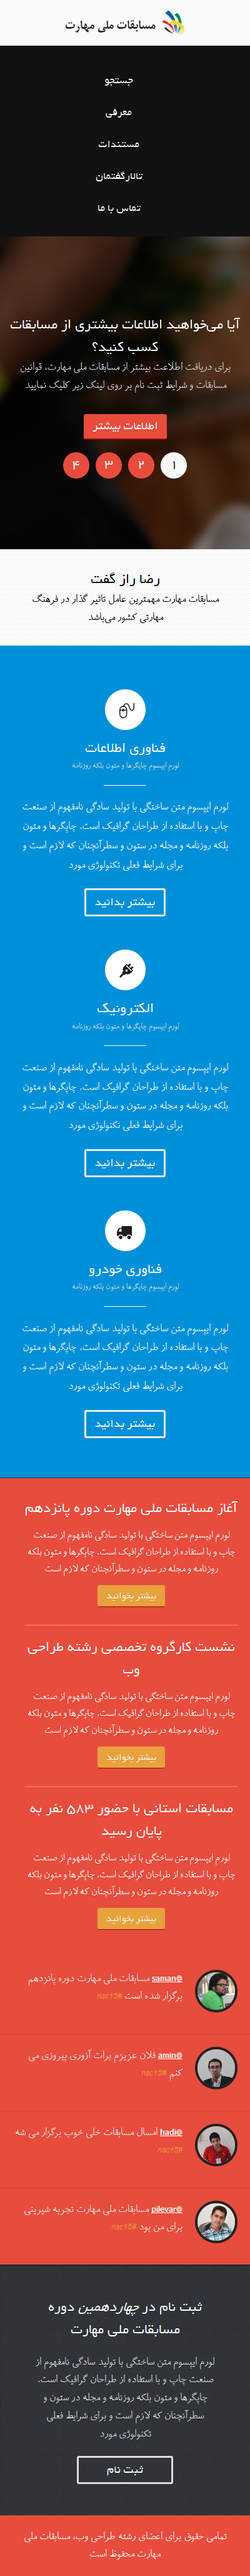 مسابقات ملی مهارت
جستجو
معرفی
مستندات
تالارگفتمان
تماس با ما
آیا می‌خواهید اطلاعات بیشتری از مسابقات
کسب کنید؟
برای دریافت اطلاعات بیشتر از مسابقات ملی مهارت، قوانین
مسابقات و شرایط ثبت نام بر روی لینک زیر کلیک نمایید
اطلاعات بیشتر
۱ ۲ ۳ ۴
رضا راز گفت
مسابقات مهارت مهمترین عامل تاثیر گذار در فرهنگ
مهارتی کشور می‌باشد
فناوری اطلاعات
لورم ایپسوم چاپگرها و متون بلکه روزنامه
لورم ایپسوم متن ساختگی با تولید سادگی نامفهوم از صنعت
چاپ و با استفاده از طراحان گرافیک است. چاپگرها و متون
بلکه روزنامه و مجله در ستون و سطرآنچنان که لازم است و
برای شرایط فعلی تکنولوژی مورد
بیشتر بدانید
الکترونیک
لورم ایپسوم چاپگرها و متون بلکه روزنامه
لورم ایپسوم متن ساختگی با تولید سادگی نامفهوم از صنعت
چاپ و با استفاده از طراحان گرافیک است. چاپگرها و متون
بلکه روزنامه و مجله در ستون و سطرآنچنان که لازم است و
برای شرایط فعلی تکنولوژی مورد
بیشتر بدانید
فناوری خودرو
لورم ایپسوم چاپگرها و متون بلکه روزنامه
لورم ایپسوم متن ساختگی با تولید سادگی نامفهوم از صنعت
چاپ و با استفاده از طراحان گرافیک است. چاپگرها و متون
بلکه روزنامه و مجله در ستون و سطرآنچنان که لازم است و
برای شرایط فعلی تکنولوژی مورد
بیشتر بدانید
آغاز مسابقات ملی مهارت دوره پانزدهم
لورم ایپسوم متن ساختگی با تولید سادگی نامفهوم از صنعت
چاپ و با استفاده از طراحان گرافیک است. چاپگرها و متون بلکه
روزنامه و مجله در ستون و سطرآنچنان که لازم است
بیشتر بخوانید
نشست کارگروه تخصصی رشته طراحی
وب
لورم ایپسوم متن ساختگی با تولید سادگی نامفهوم از صنعت
چاپ و با استفاده از طراحان گرافیک است. چاپگرها و متون بلکه
روزنامه و مجله در ستون و سطرآنچنان که لازم است
بیشتر بخوانید
مسابقات استانی با حضور ۵۸۳ نفر به
پایان رسید
لورم ایپسوم متن ساختگی با تولید سادگی نامفهوم از صنعت
چاپ و با استفاده از طراحان گرافیک است. چاپگرها و متون بلکه
روزنامه و مجله در ستون و سطرآنچنان که لازم است
بیشتر بخوانید
saman@ مسابقات ملی مهارت دوره پانزدهم
برگزار شده است #nsc15
amin@ فلان عزیزم برات آرزوری پیروزی می
کنم #nsc15
hadi@ امسال مسابقات خلی خوب برگزار می شه
#nsc15
pilevar@ مسابقات ملی مهارت تجربه شیرینی
برای من بود #nsc15
ثبت نام در چهاردهمین دوره
مسابقات ملی مهارت
لورم ایپسوم متن ساختگی با تولید سادگی نامفهوم از
صنعت چاپ و با استفاده از طراحان گرافیک است.
چاپگرها و متون بلکه روزنامه و مجله در ستون و
سطرآنچنان که لازم است و برای شرایط فعلی
تکنولوژی مورد
ثبت نام
تمامی حقوق برای اعضای رشته طراحی وب، مسابقات ملی
مهارت محفوظ است